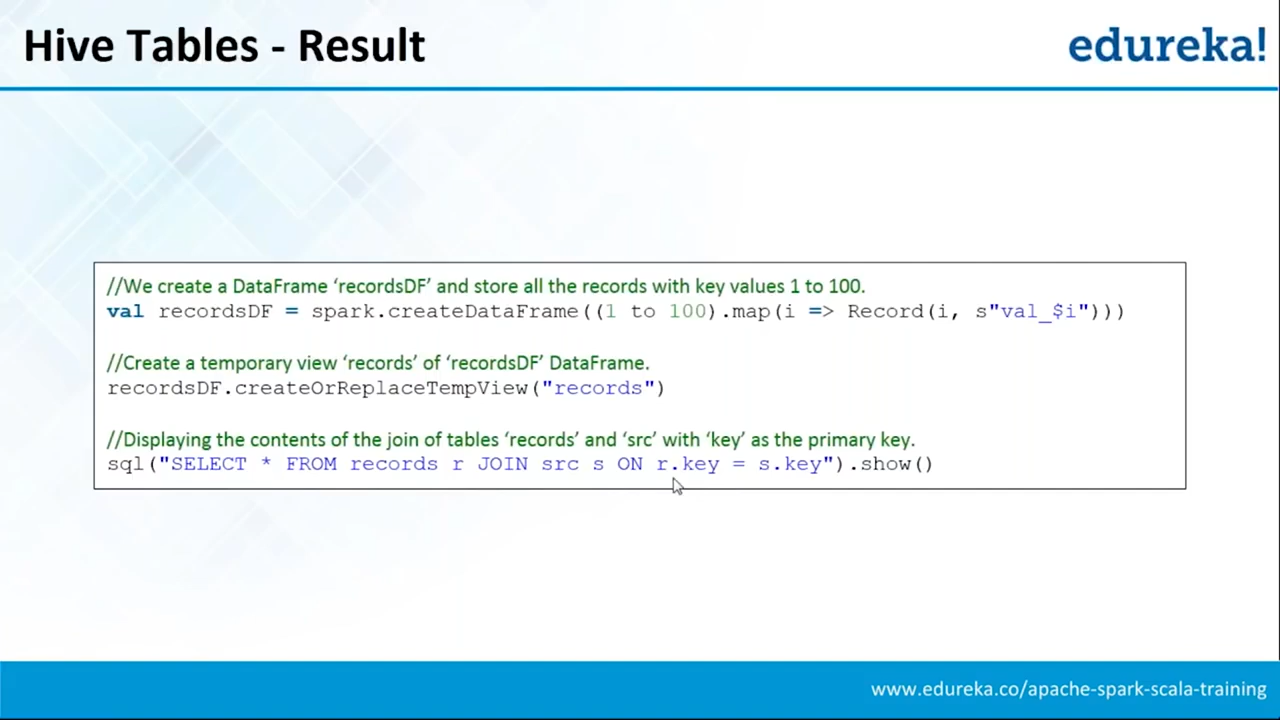 Hive Tables - Result
edureka!
//We create a DataFrame ‘recordsDF’ and store all the records with key values 1 to 100.
val recordsDF = spark.createDataFrame((1 to 100).map(i => Record(i, s"val_$i")))
//Create a temporary view ‘records’ of ‘recordsDF’ DataFrame.
recordsDF.createOrReplaceTempView("records")
//Displaying the contents of the join of tables ‘records’ and ‘src’ with ‘key’ as the primary key.
sql("SELECT * FROM records r JOIN src s ON r.key = s.key").show()
www.edureka.co/apache-spark-scala-training